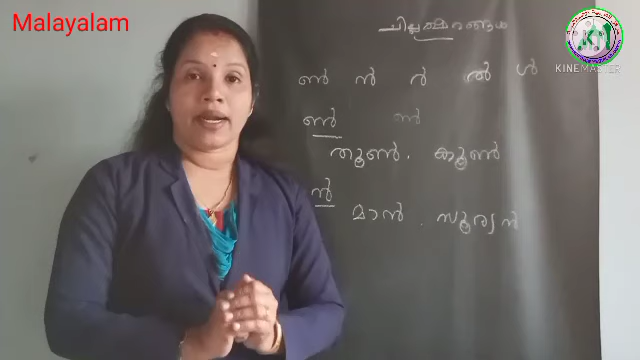 Malayalam
ചില്ലക്ഷരങ്ങൾ
KINEMASTER
ൺ ൻ ർ ൽ ൾ
ൺ ൺ
തൂൺ. കൂൺ
ൻ
മാൻ. സൂര്യൻ